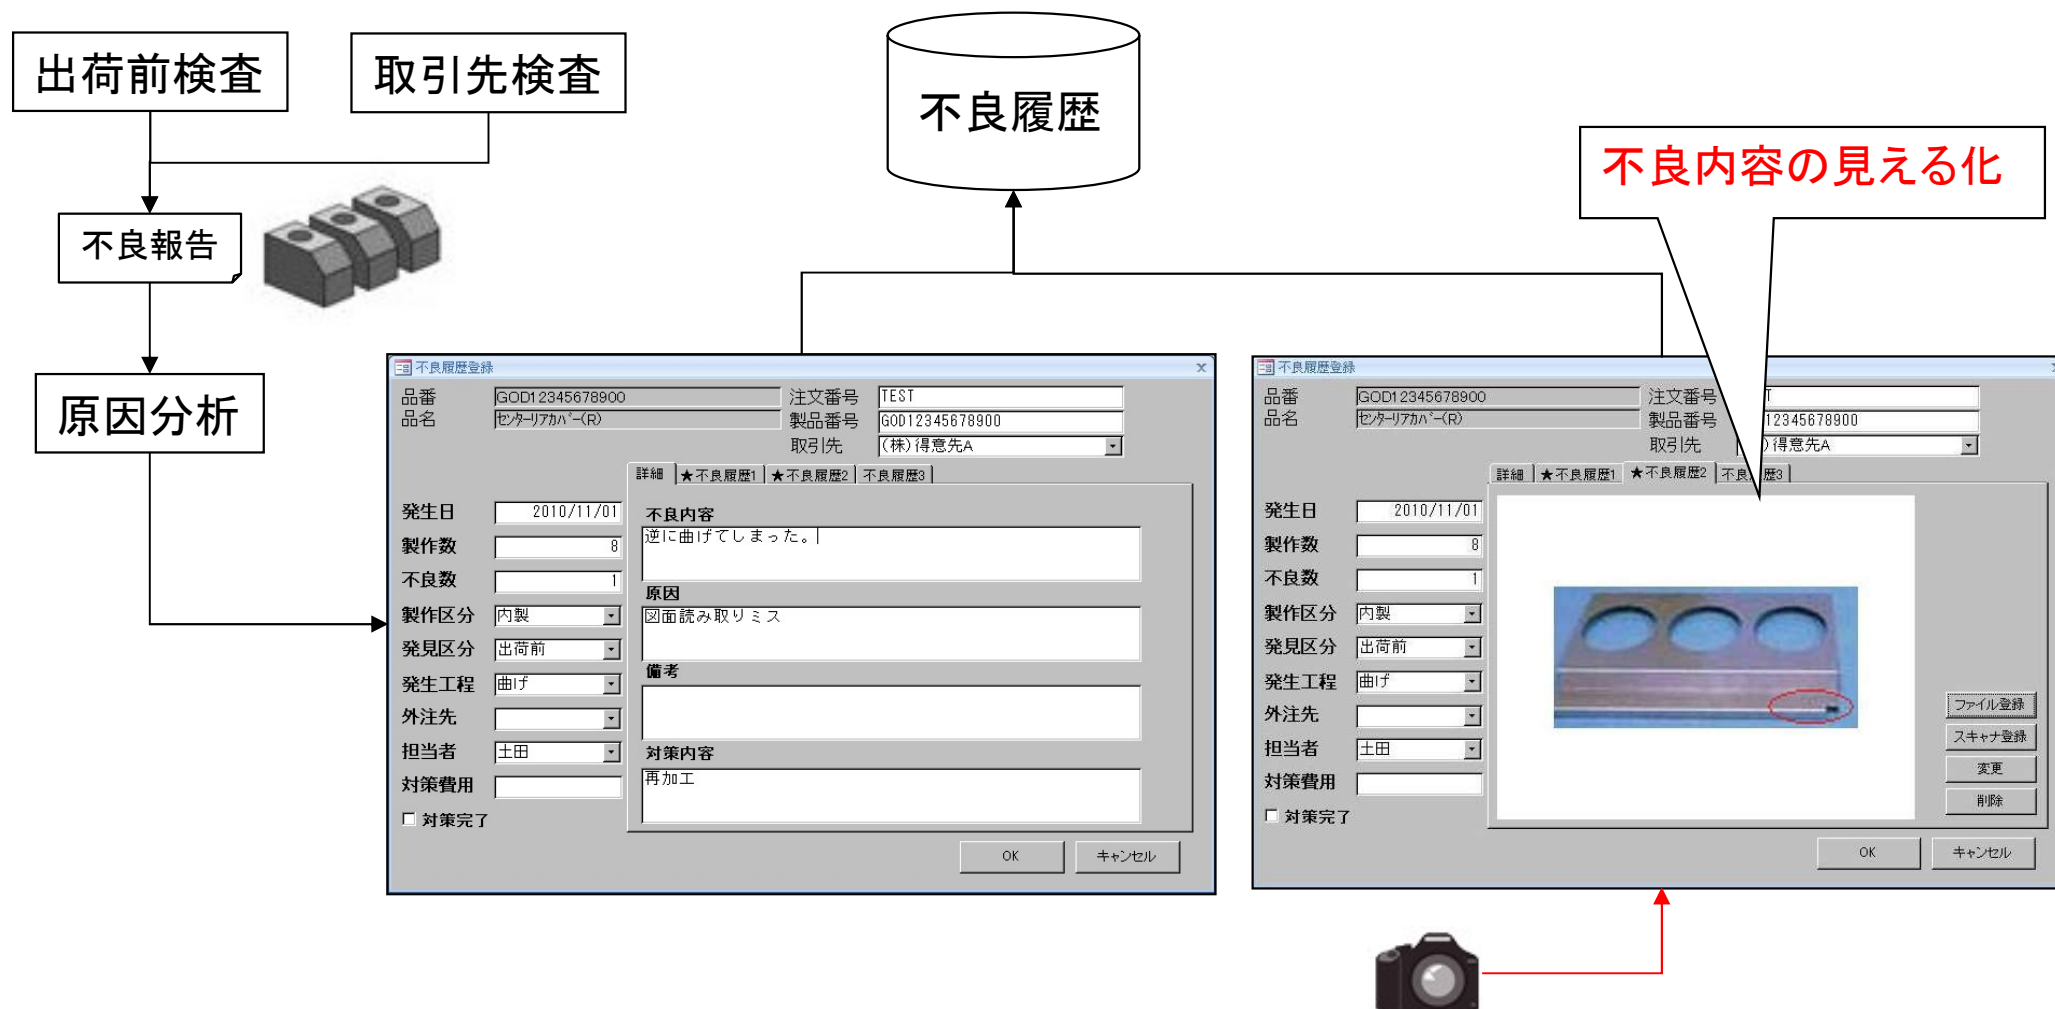 出荷前検査
取引先検査
不良履歴
不良内容の見える化
不良報告
原因分析
不良履歴登録
品番 GOD12345678900 注文番号 TEST
品名 センターリアカバー(R) 製品番号 GOD12345678900
取引先 (株)得意先A
詳細 ★不良履歴1 ★不良履歴2 不良履歴3
発生日 2010/11/01
製作数 8
不良数 1
製作区分 内製
発見区分 出荷前
発生工程 曲げ
外注先
担当者 土田
対策費用
対策完了
不良内容
逆に曲げてしまった。
原因
図面読み取りミス
備考
対策内容
再加工
OK キャンセル
不良履歴登録
品番 GOD12345678900 注文番号 T
品名 センターリアカバー(R) 製品番号 12345678900
取引先 )得意先A
詳細 ★不良履歴1 ★不良履歴2 不良 歴3
発生日 2010/11/01
製作数 8
不良数 1
製作区分 内製
発見区分 出荷前
発生工程 曲げ
外注先
担当者 土田
対策費用
対策完了
ファイル登録
スキャナ登録
変更
削除
OK キャンセル